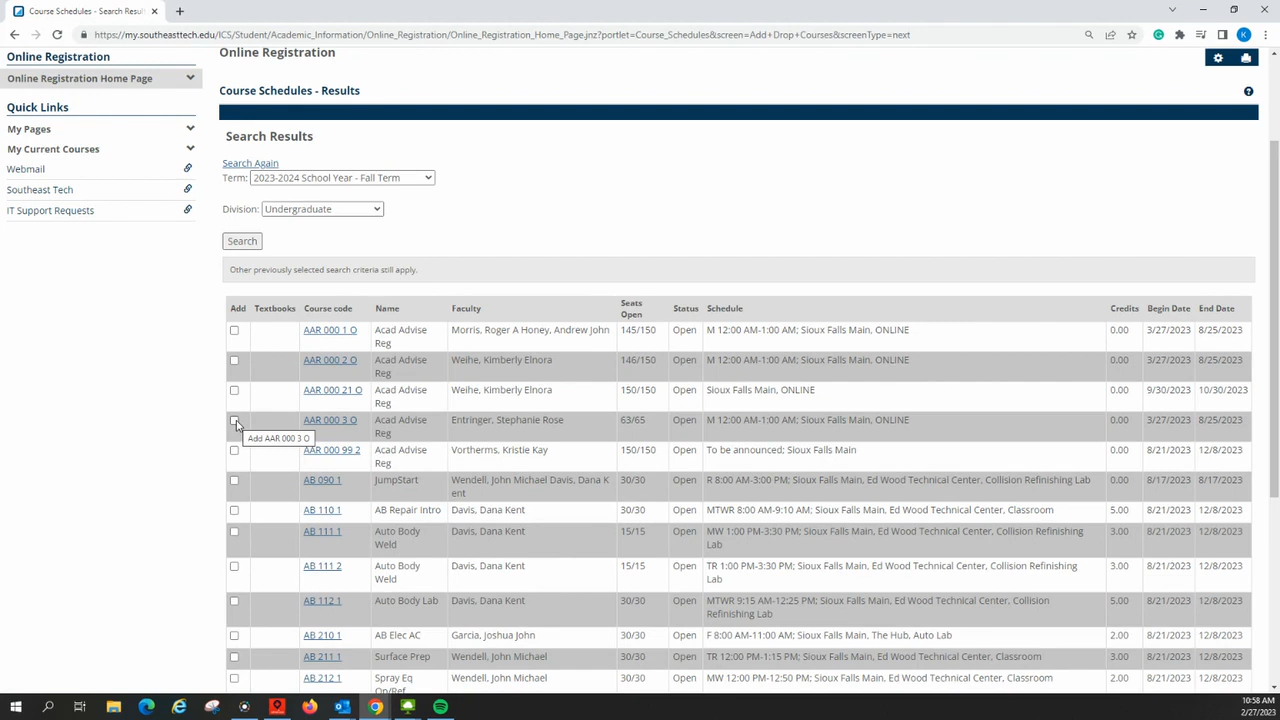 Course Schedules - Search Result
https://my.southeasttech.edu/ICS/Student/Academic_Information/Online_Registration/Online_Registration_Home_Page.jnz?portlet=Course_Schedules&screen=Add+Drop+Courses&screenType=next
K
Online Registration
Online Registration Home Page
Quick Links
My Pages
My Current Courses
Webmail
Southeast Tech
IT Support Requests
Online Registration
Course Schedules - Results
Search Results
Search Again
Term: 2023-2024 School Year - Fall Term
Division: Undergraduate
Search
Other previously selected search criteria still apply.
Add Textbooks Course code Name Faculty Seats Open Status Schedule Credits Begin Date End Date
AAR 000 1 O Acad Advise Reg Morris, Roger A Honey, Andrew John 145/150 Open M 12:00 AM-1:00 AM; Sioux Falls Main, ONLINE 0.00 3/27/2023 8/25/2023
AAR 000 2 O Acad Advise Reg Weihe, Kimberly Elnora 146/150 Open M 12:00 AM-1:00 AM; Sioux Falls Main, ONLINE 0.00 3/27/2023 8/25/2023
AAR 000 21 O Acad Advise Reg Weihe, Kimberly Elnora 150/150 Open Sioux Falls Main, ONLINE 0.00 9/30/2023 10/30/2023
AAR 000 3 O Acad Advise Reg Entringer, Stephanie Rose 63/65 Open M 12:00 AM-1:00 AM; Sioux Falls Main, ONLINE 0.00 3/27/2023 8/25/2023
Add AAR 000 3 O
AAR 000 99 2 Acad Advise Reg Vortherms, Kristie Kay 150/150 Open To be announced; Sioux Falls Main 0.00 8/21/2023 12/8/2023
AB 090 1 JumpStart Wendell, John Michael Davis, Dana K ent 30/30 Open R 8:00 AM-3:00 PM; Sioux Falls Main, Ed Wood Technical Center, Collision Refinishing Lab 0.00 8/17/2023 8/17/2023
AB 110 1 AB Repair Intro Davis, Dana Kent 30/30 Open MTWR 8:00 AM-9:10 AM; Sioux Falls Main, Ed Wood Technical Center, Classroom 5.00 8/21/2023 12/8/2023
AB 111 1 Auto Body Weld Davis, Dana Kent 15/15 Open MW 1:00 PM-3:30 PM; Sioux Falls Main, Ed Wood Technical Center, Collision Refinishing Lab 3.00 8/21/2023 12/8/2023
AB 111 2 Auto Body Weld Davis, Dana Kent 15/15 Open TR 1:00 PM-3:30 PM; Sioux Falls Main, Ed Wood Technical Center, Collision Refinishing Lab 3.00 8/21/2023 12/8/2023
AB 112 1 Auto Body Lab Davis, Dana Kent 30/30 Open MTWR 9:15 AM-12:25 PM; Sioux Falls Main, Ed Wood Technical Center, Collision Refinishing Lab 5.00 8/21/2023 12/8/2023
AB 210 1 AB Elec AC Garcia, Joshua John 30/30 Open F 8:00 AM-11:00 AM; Sioux Falls Main, The Hub, Auto Lab 2.00 8/21/2023 12/8/2023
AB 211 1 Surface Prep Wendell, John Michael 30/30 Open TR 12:00 PM-1:15 PM; Sioux Falls Main, Ed Wood Technical Center, Classroom 3.00 8/21/2023 12/8/2023
AB 212 1 Spray Eq Op/Ref Wendell, John Michael 30/30 Open MW 12:00 PM-12:50 PM; Sioux Falls Main, Ed Wood Technical Center, Classroom 2.00 8/21/2023 12/8/2023
10:58 AM
2/27/2023